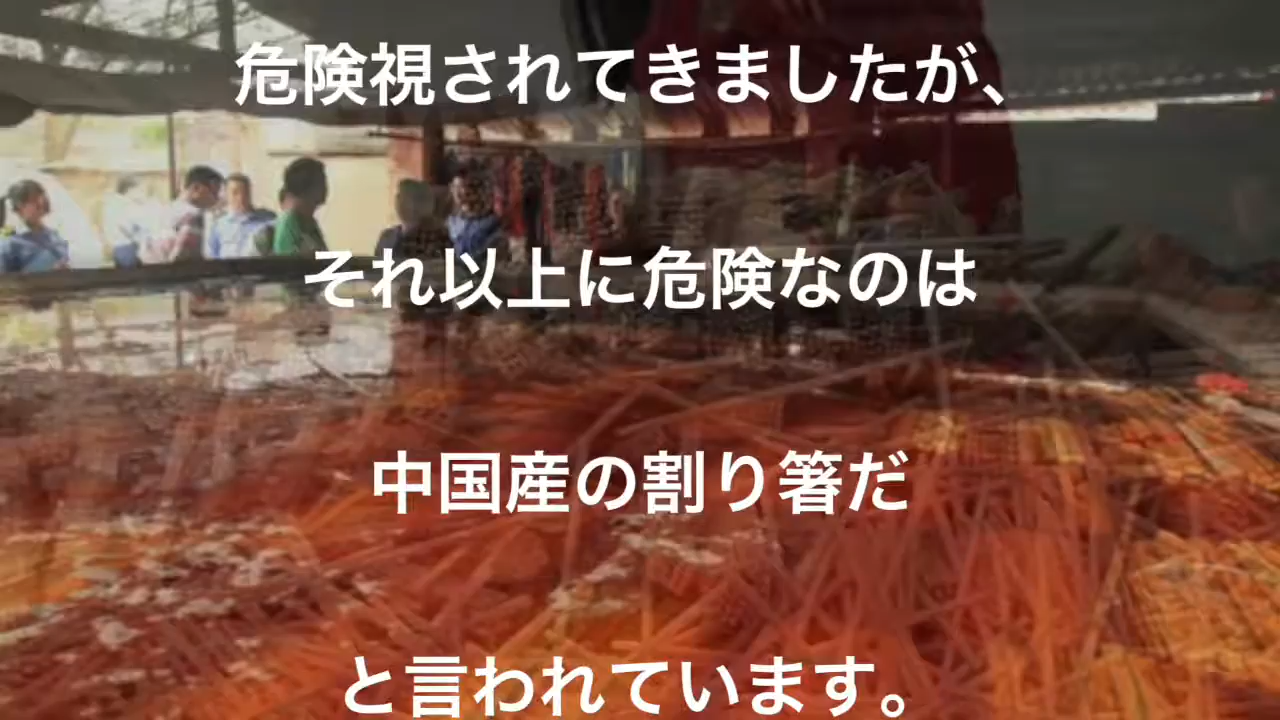 危険視されてきましたが、
それ以上に危険なのは
中国産の割り箸だ
と言われています。